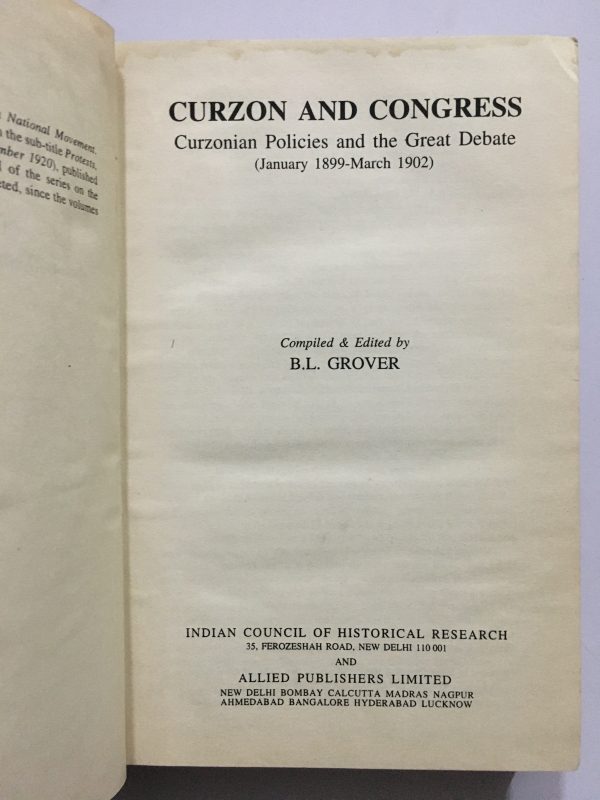 National Movement,
the sub-title Protests,
mber 1920), published
of the series on the
eted, since the volumes
CURZON AND CONGRESS
Curzonian Policies and the Great Debate
(January 1899-March 1902)
Compiled & Edited by
B.L. GROVER
INDIAN COUNCIL OF HISTORICAL RESEARCH
35, FEROZESHAH ROAD, NEW DELHI 110 001
AND
ALLIED PUBLISHERS LIMITED
NEW DELHI BOMBAY CALCUTTA MADRAS NAGPUR
AHMEDABAD BANGALORE HYDERABAD LUCKNOW